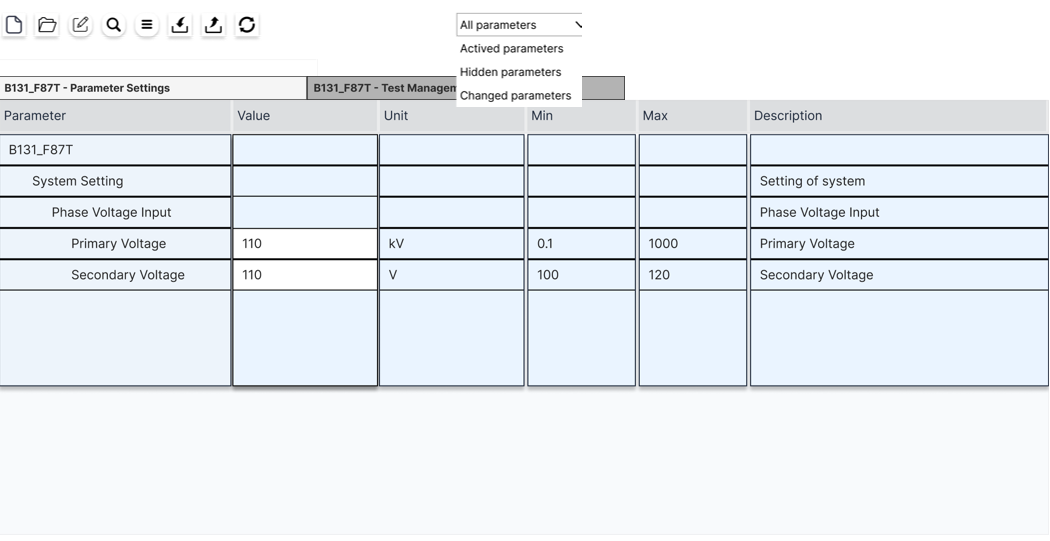 All parameters
Actived parameters
Hidden parameters
Changed parameters
B131_F87T - Parameter Settings
B131_F87T - Test Managem
Parameter Value Unit Min Max Description
B131_F87T
System Setting Setting of system
Phase Voltage Input Phase Voltage Input
Primary Voltage 110 kV 0.1 1000 Primary Voltage
Secondary Voltage 110 V 100 120 Secondary Voltage